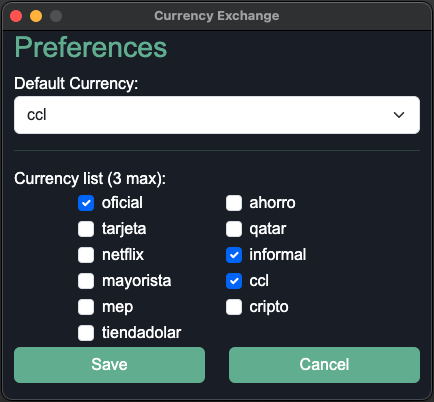 Currency Exchange
Preferences
Default Currency:
ccl
Currency list (3 max):
oficial ahorro
tarjeta qatar
netflix informal
mayorista ccl
mep cripto
tiendadolar
Save Cancel